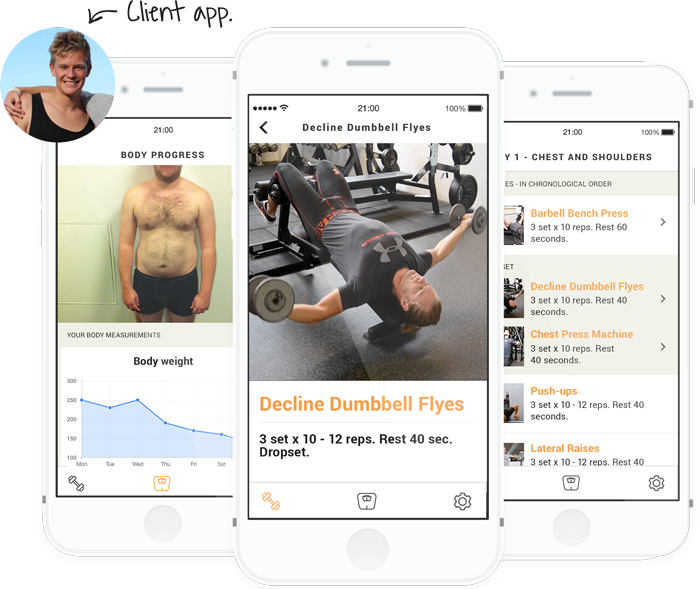 Client app.
21:00
BODY PROGRESS
YOUR BODY MEASUREMENTS
Body weight
300
250
200
150
100
Mon Tue Wed Thu Fri Sat
21:00 100%
Decline Dumbbell Flyes
UNDER ARMOUR
Decline Dumbbell Flyes
3 set x 10 - 12 reps. Rest 40 sec.
Dropset.
21:00 100%
Y 1 - CHEST AND SHOULDERS
ES - IN CHRONOLOGICAL ORDER
Barbell Bench Press
3 set x 10 reps. Rest 60
seconds.
SET
Decline Dumbbell Flyes
3 set x 10 reps. Rest 40
seconds.
Chest Press Machine
3 set x 10 reps. Rest
40 seconds.
Push-ups
3 set x 10 - 12 reps. Rest 40
seconds.
Lateral Raises
3 set x 10 - 12 reps. Rest 40